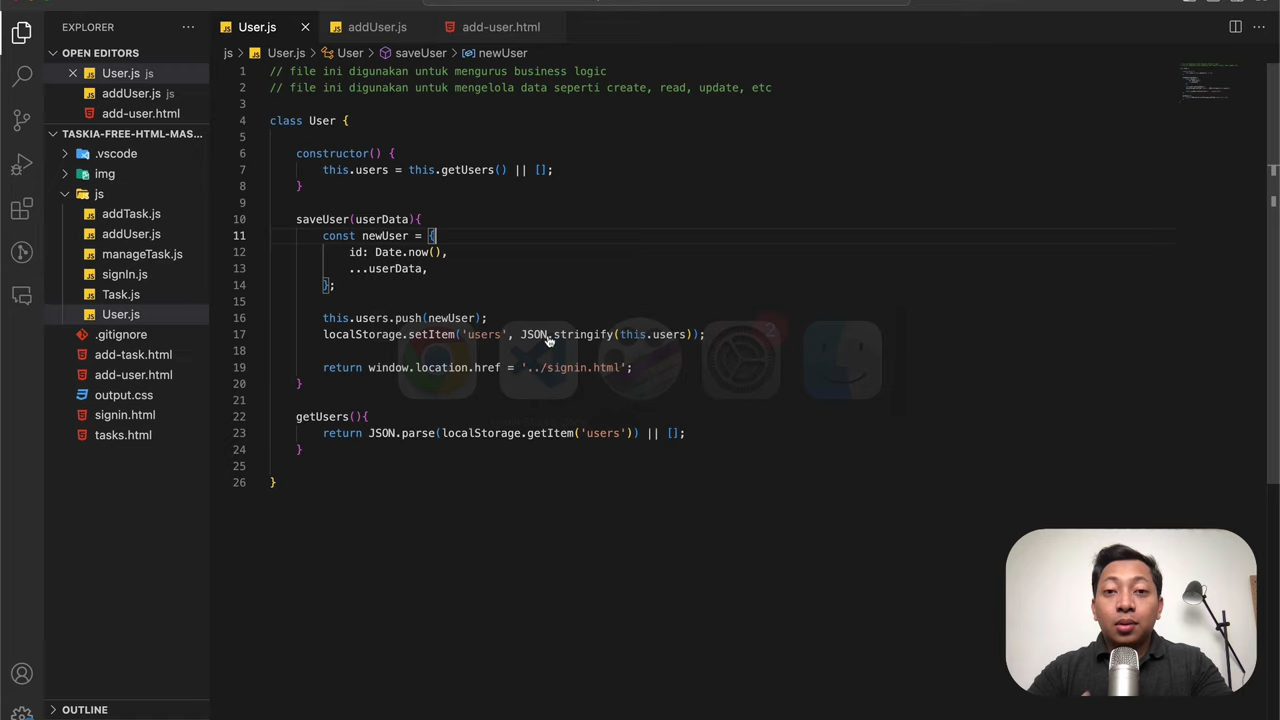 EXPLORER
OPEN EDITORS
User.js js
addUser.js js
add-user.html
TASKIA-FREE-HTML-MAS...
.vscode
img
js
addTask.js
addUser.js
manageTask.js
signIn.js
Task.js
User.js
.gitignore
add-task.html
add-user.html
output.css
signin.html
tasks.html
OUTLINE
User.js
addUser.js
add-user.html
js > User.js > User > saveUser > newUser
1 // file ini digunakan untuk mengurus business logic
2 // file ini digunakan untuk mengelola data seperti create, read, update, etc
3
4 class User {
5
6 constructor() {
7 this.users = this.getUsers() || [];
8 }
9
10 saveUser(userData){
11 const newUser = {
12 id: Date.now(),
13 ...userData,
14 };
15
16 this.users.push(newUser);
17 localStorage.setItem('users', JSON.stringify(this.users));
18
19 return window.location.href = '../signin.html';
20 }
21
22 getUsers(){
23 return JSON.parse(localStorage.getItem('users')) || [];
24 }
25
26 }
2